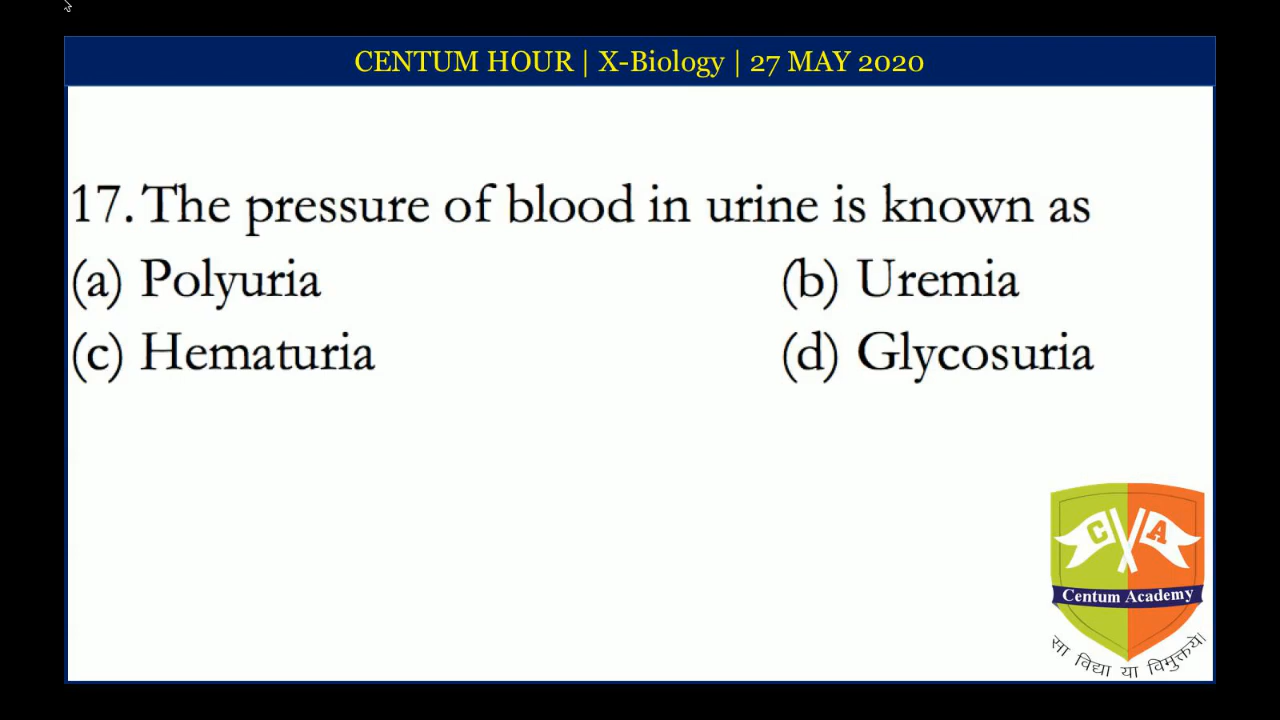 CENTUM HOUR | X-Biology | 27 MAY 2020
17. The pressure of blood in urine is known as
(a) Polyuria (b) Uremia
(c) Hematuria (d) Glycosuria
C A
Centum Academy
सा विद्या या विमुक्तये।